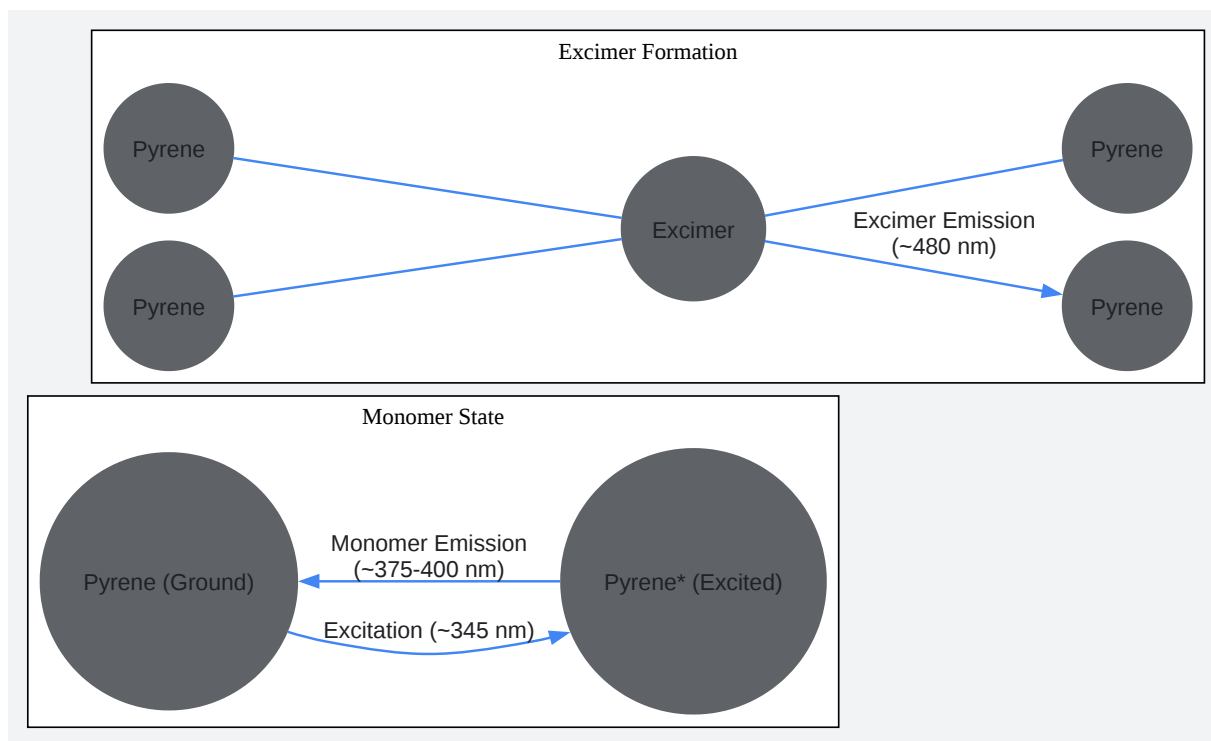 Excimer Formation
Pyrene
Pyrene
Excimer
Excimer Emission
(~480 nm)
Pyrene
Pyrene
Monomer State
Monomer Emission
(~375-400 nm)
Pyrene (Ground)
Pyrene* (Excited)
Excitation (~345 nm)